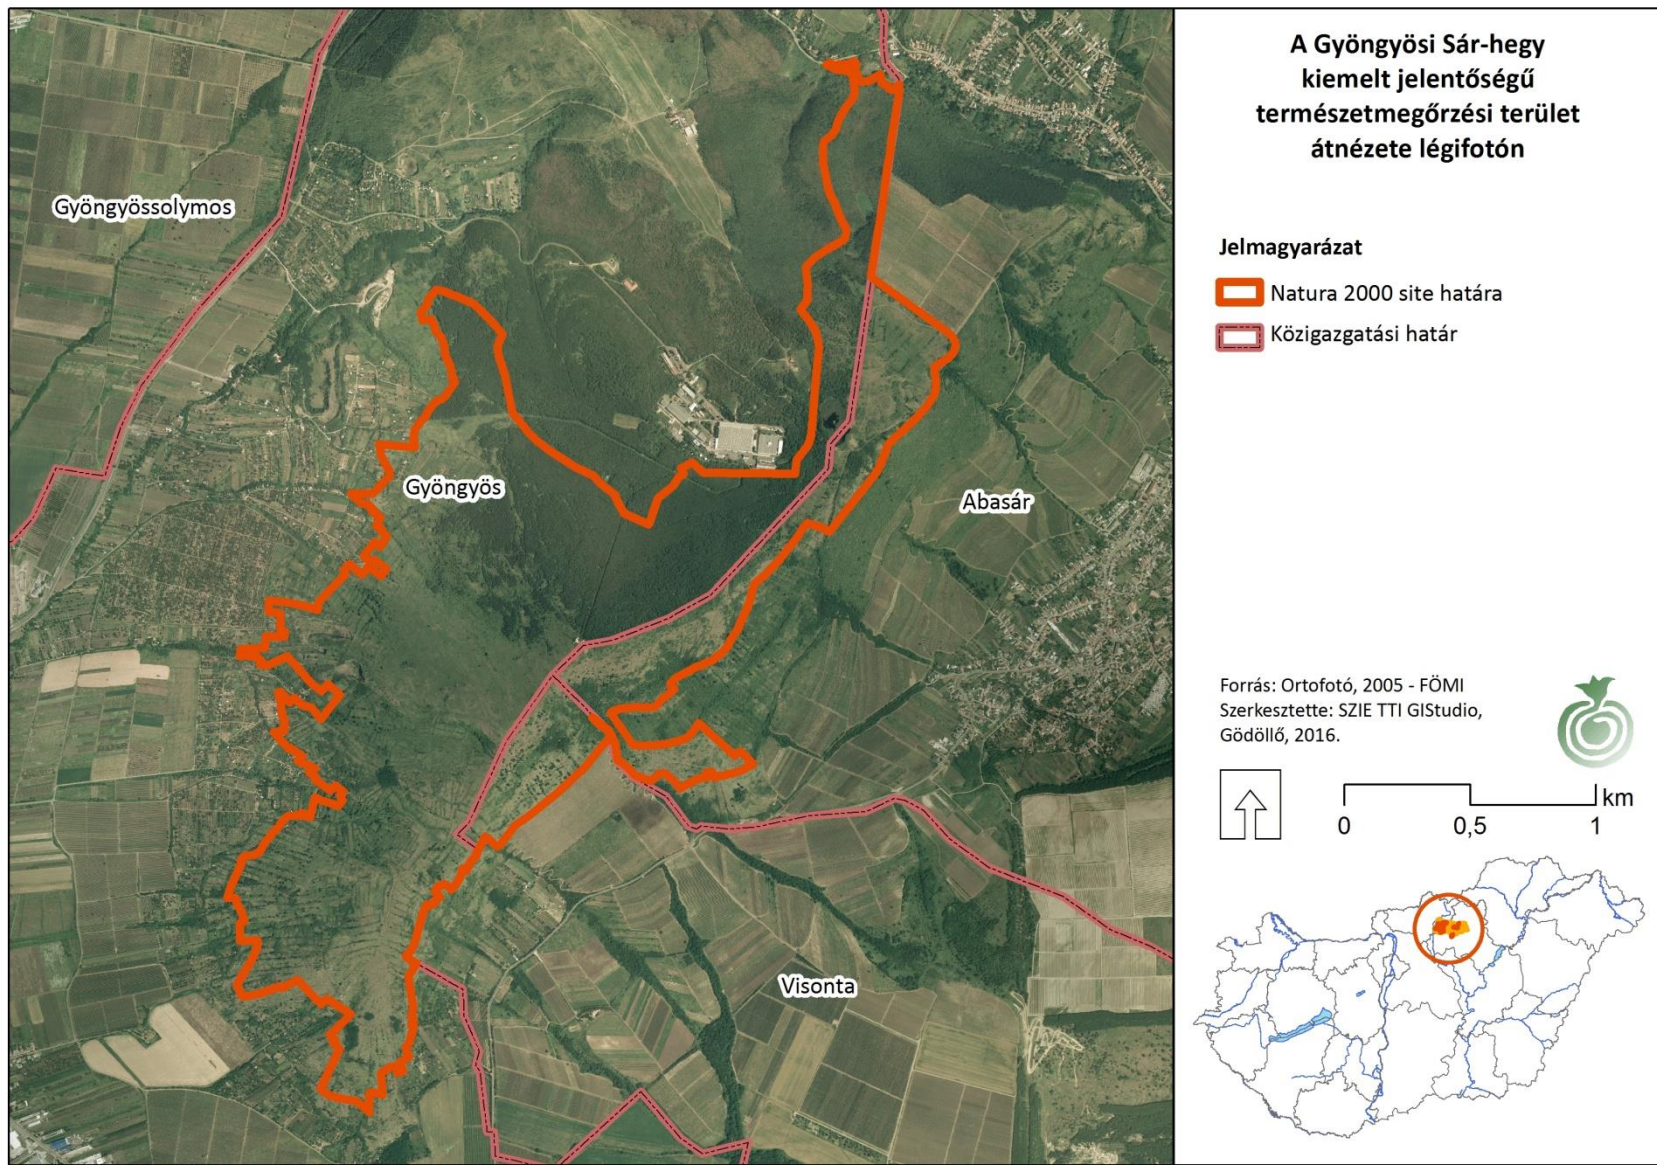 A Gyöngyösi Sár-hegy
kiemelt jelentőségű
természetmegőrzési terület
átnézete légifotón
Jelmagyarázat
Natura 2000 site határa
Közigazgatási határ
Gyöngyössolymos
Gyöngyös
Abasár
Visonta
Forrás: Ortofotó, 2005 - FÖMI
Szerkesztette: SZIE TTI GIStudio,
Gödöllő, 2016.
km
0 0,5 1